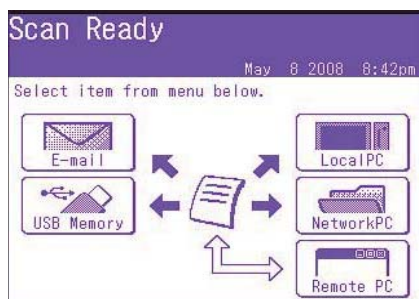 Scan Ready
May 8 2008 8:42pm
Select item from menu below.
E-mail
LocalPC
USB Memory
NetworkPC
Remote PC